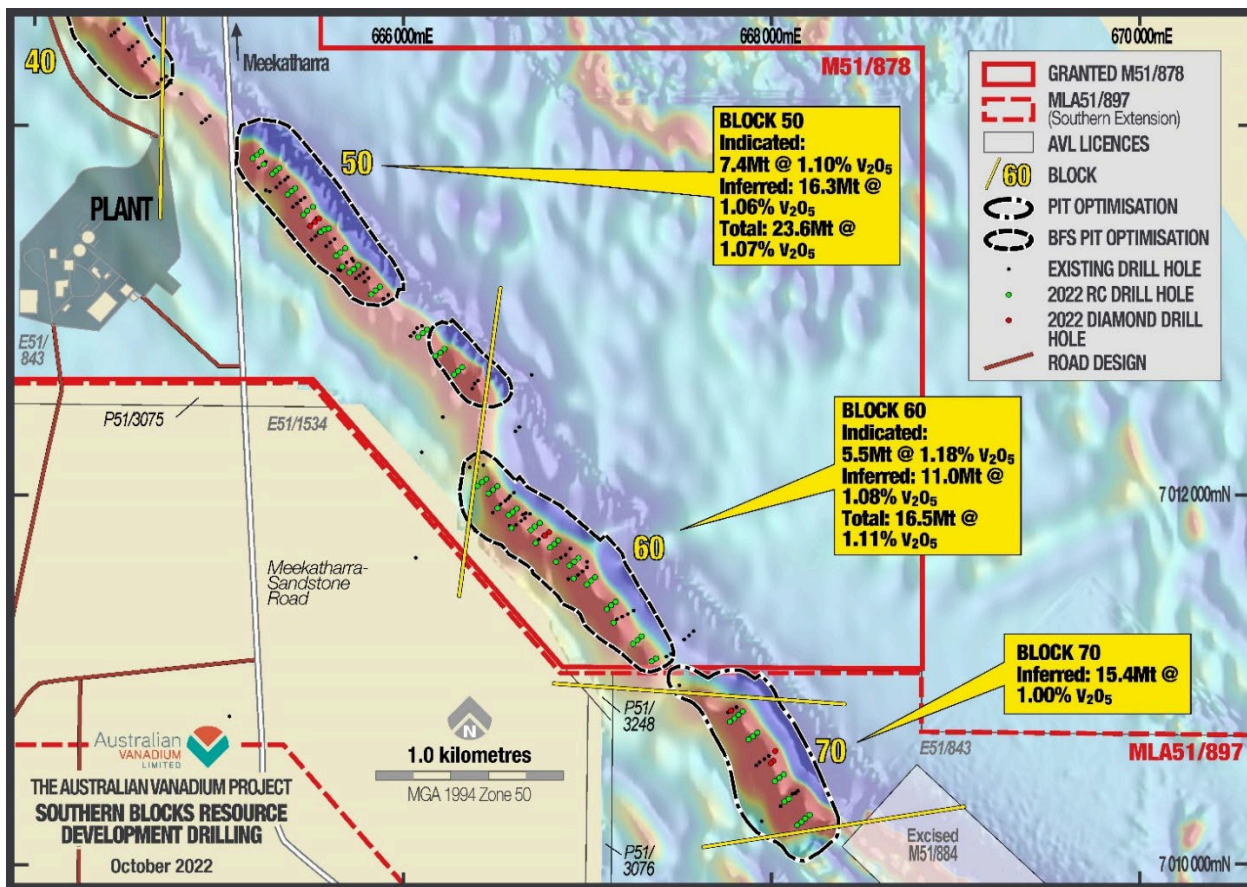 666 000mE
668 000mE
670 000mE
40
Meekatharra
M51/878
GRANTED M51/878
MLA51/897
(Southern Extension)
AVL LICENCES
60 BLOCK
PIT OPTIMISATION
BFS PIT OPTIMISATION
EXISTING DRILL HOLE
2022 RC DRILL HOLE
2022 DIAMOND DRILL
HOLE
ROAD DESIGN
BLOCK 50
Indicated:
7.4Mt @ 1.10% V₂O₅
Inferred: 16.3Mt @
1.06% V₂O₅
Total: 23.6Mt @
1.07% V₂O₅
50
PLANT
E51/
843
P51/3075
E51/1534
BLOCK 60
Indicated:
5.5Mt @ 1.18% V₂O₅
Inferred: 11.0Mt @
1.08% V₂O₅
Total: 16.5Mt @
1.11% V₂O₅
7 012 000mN
60
Meekatharra-
Sandstone
Road
BLOCK 70
Inferred: 15.4Mt @
1.00% V₂O₅
P51/
3248
70
E51/843
MLA51/897
N
1.0 kilometres
MGA 1994 Zone 50
Australian
VANADIUM
LIMITED
THE AUSTRALIAN VANADIUM PROJECT
SOUTHERN BLOCKS RESOURCE
DEVELOPMENT DRILLING
October 2022
P51/
3076
Excised
M51/884
7 010 000mN